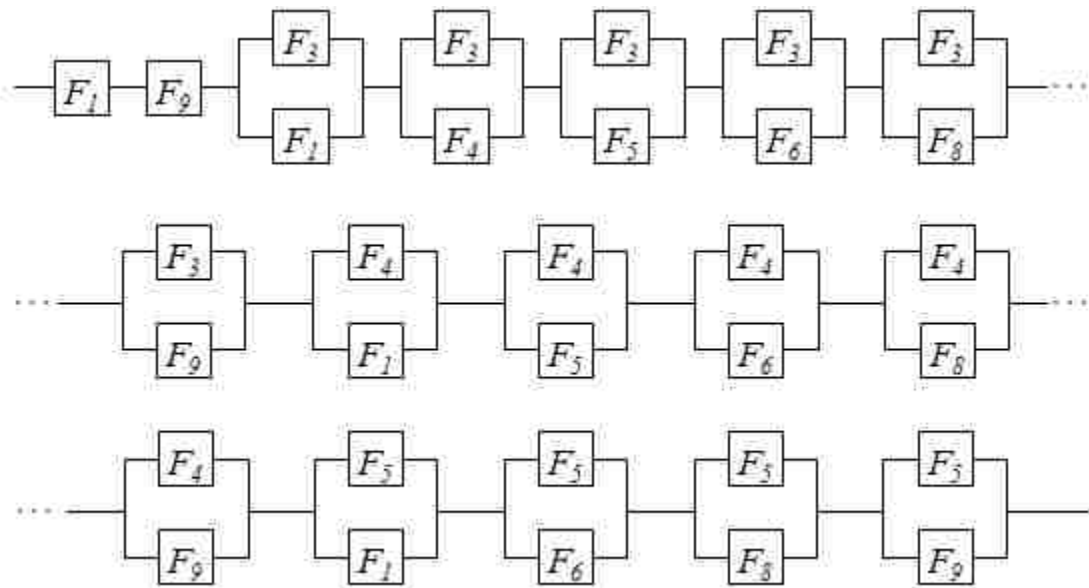 F1 F9 F3 F3 F3 F3 F3 ...
F1 F4 F5 F6 F8
... F3 F4 F4 F4 F4 ...
F9 F1 F5 F6 F8
... F4 F5 F5 F5 F5
F9 F1 F6 F8 F9